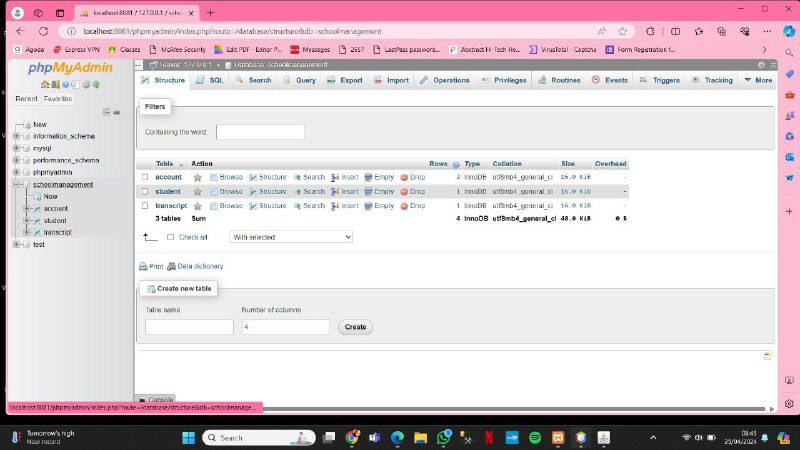 localhost:8081 / 127.0.0.1 / scho
localhost:8081/phpmyadmin/index.php?route=/database/structure&db=schoolmanagement
Agoda Express VPN Classes McAfee Security Edit PDF - Editor P... Messages 2557 LastPass password... Abstract Hi-Tech He... VirusTotal - Captcha Form Registration f...
phpMyAdmin
Recent Favorites
New
information_schema
mysql
performance_schema
phpmyadmin
schoolmanagement
New
account
student
transcript
test
Server: 127.0.0.1 » Database: schoolmanagement
Structure SQL Search Query Export Import Operations Privileges Routines Events Triggers Tracking More
Filters
Containing the word:
Table Action Rows Type Collation Size Overhead
account Browse Structure Search Insert Empty Drop 2 InnoDB utf8mb4_general_ci 16.0 KiB -
student Browse Structure Search Insert Empty Drop 1 InnoDB utf8mb4_general_ci 16.0 KiB -
transcript Browse Structure Search Insert Empty Drop 1 InnoDB utf8mb4_general_ci 16.0 KiB -
3 tables Sum 4 InnoDB utf8mb4_general_ci 48.0 KiB 0 B
Check all With selected
Print Data dictionary
Create new table
Table name Number of columns
4 Create
Console
localhost:8081/phpmyadmin/index.php?route=/database/structure&db=schoolmanage...
Tomorrow's high
Near record
Search
08:45
25/04/2024